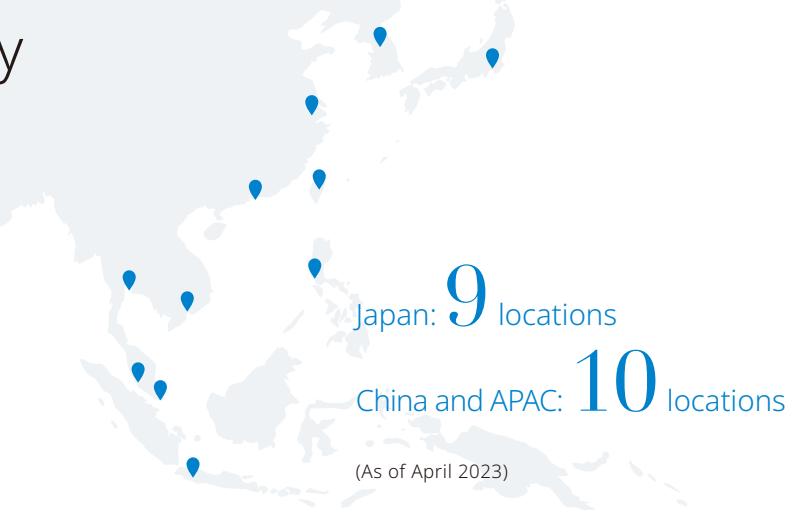 y
Japan: 9 locations
China and APAC: 10 locations
(As of April 2023)